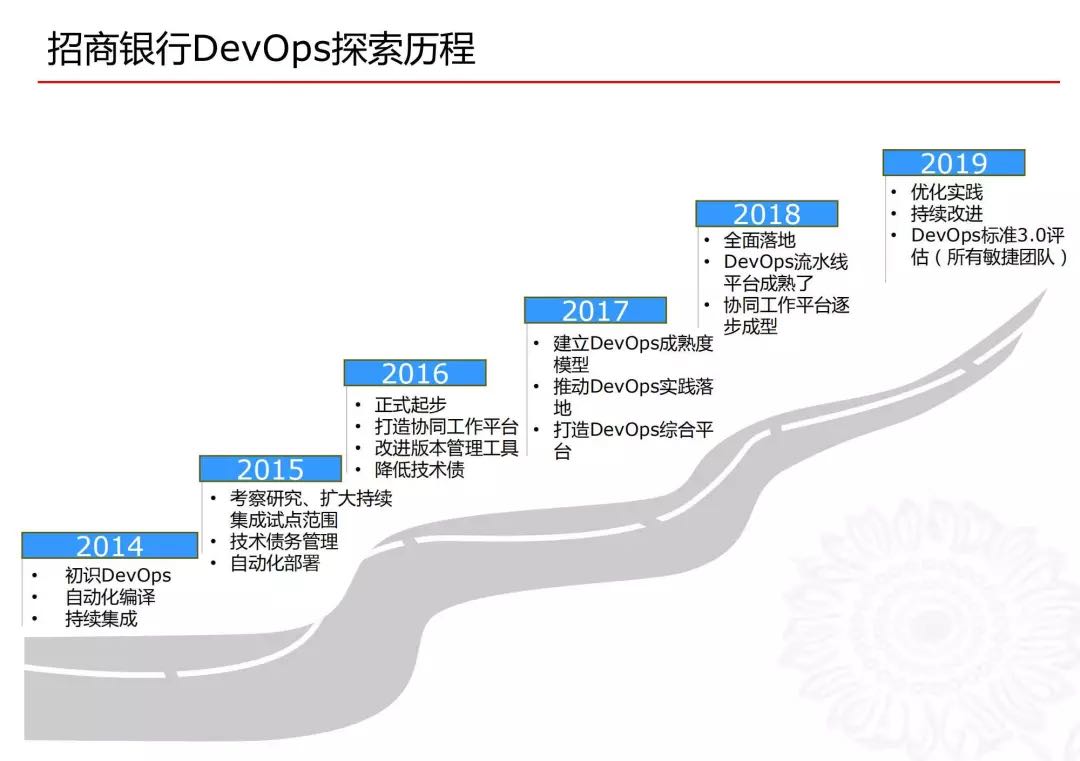 招商银行DevOps探索历程
2014
• 初识DevOps
• 自动化编译
• 持续集成
2015
• 考察研究、扩大持续
集成试点范围
• 技术债务管理
• 自动化部署
2016
• 正式起步
• 打造协同工作平台
• 改进版本管理工具
• 降低技术债
2017
• 建立DevOps成熟度
模型
• 推动DevOps实践落
地
• 打造DevOps综合平
台
2018
• 全面落地
• DevOps流水线
平台成熟了
• 协同工作平台逐
步成型
2019
• 优化实践
• 持续改进
• DevOps标准3.0评
估（所有敏捷团队）